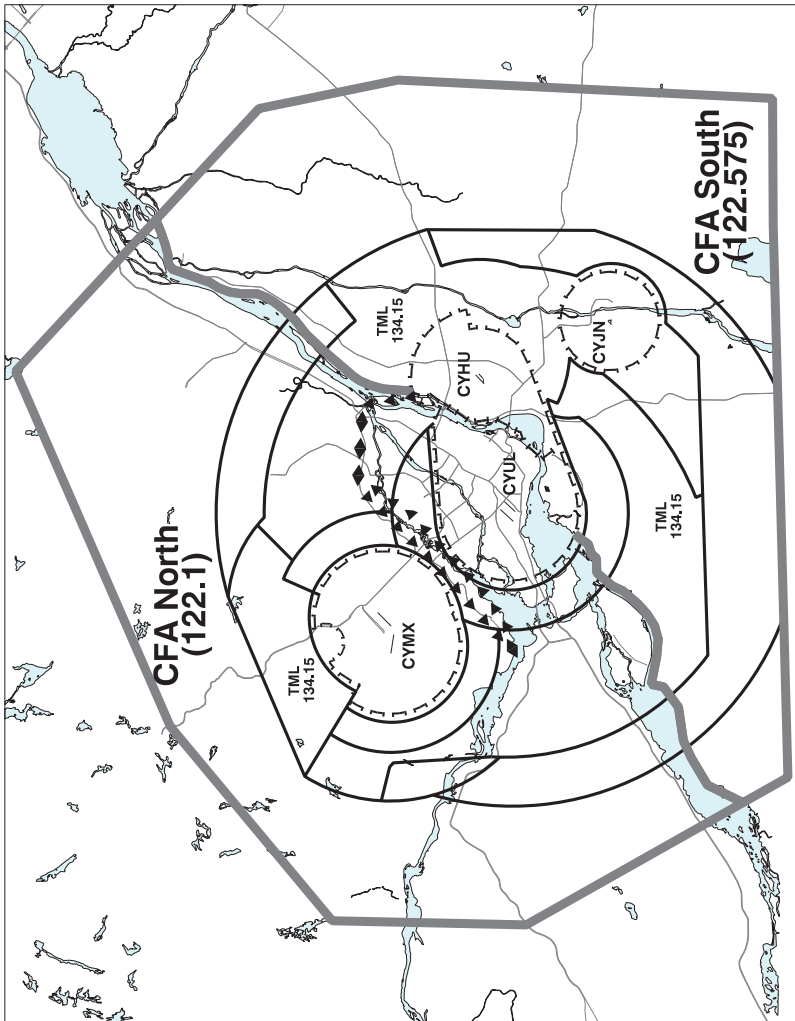 CFA North
(122.1)
CFA South
(122.575)
TML
134.15
CYHU
CYJN
CYUL
TML
134.15
CYMX
TML
134.15